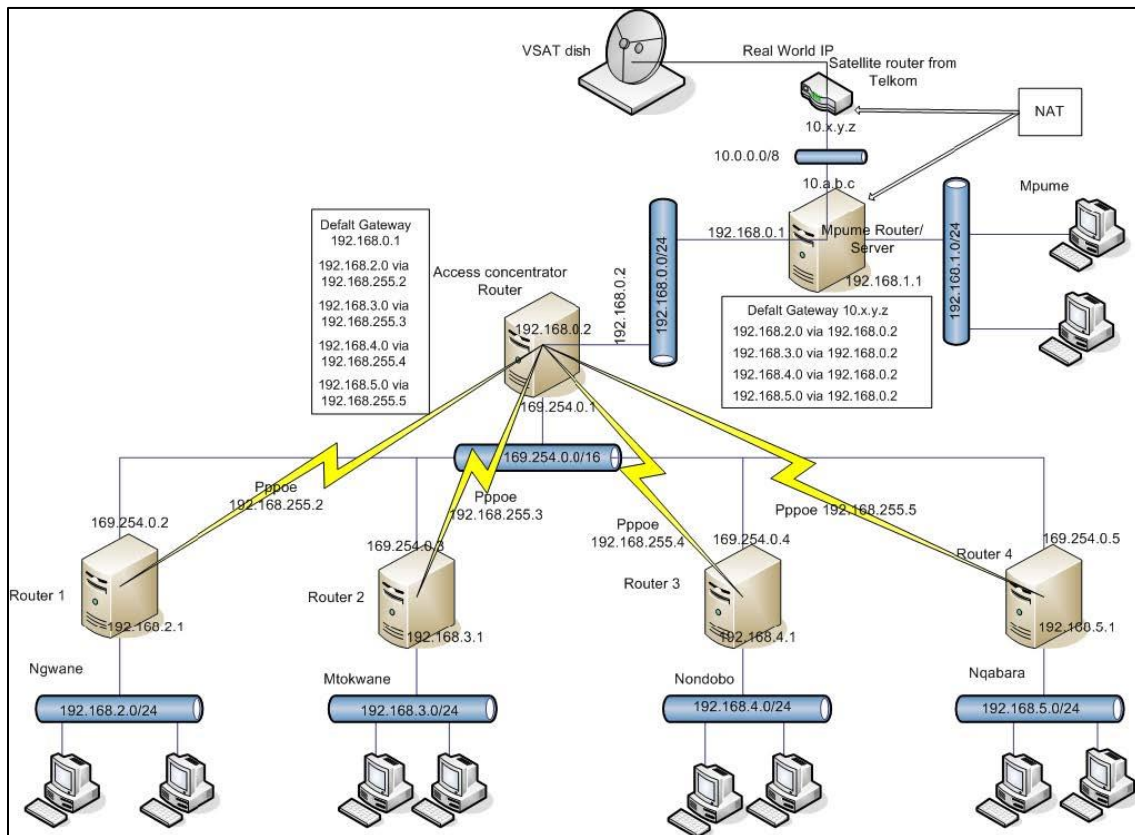 VSAT dish
Real World IP
Satellite router from
Telkom
NAT
10.x.y.z
10.0.0.0/8
10.a.b.c
Mpume
192.168.0.1
Mpume Router/
Server
192.168.1.1
192.168.0.0/24
192.168.1.0/24
192.168.0.2
Defalt Gateway
192.168.0.1
192.168.2.0 via
192.168.255.2
192.168.3.0 via
192.168.255.3
192.168.4.0 via
192.168.255.4
192.168.5.0 via
192.168.255.5
Access concentrator
Router
192.168.0.2
169.254.0.1
Defalt Gateway 10.x.y.z
192.168.2.0 via 192.168.0.2
192.168.3.0 via 192.168.0.2
192.168.4.0 via 192.168.0.2
192.168.5.0 via 192.168.0.2
169.254.0.0/16
Pppoe
192.168.255.2
Pppoe
192.168.255.3
Pppoe
192.168.255.4
Pppoe 192.168.255.5
169.254.0.2
169.254.0.3
169.254.0.4
169.254.0.5
Router 1
Router 2
Router 3
Router 4
192.168.2.1
192.168.3.1
192.168.4.1
192.168.5.1
Ngwane
Mtokwane
Nondobo
Nqabara
192.168.2.0/24
192.168.3.0/24
192.168.4.0/24
192.168.5.0/24